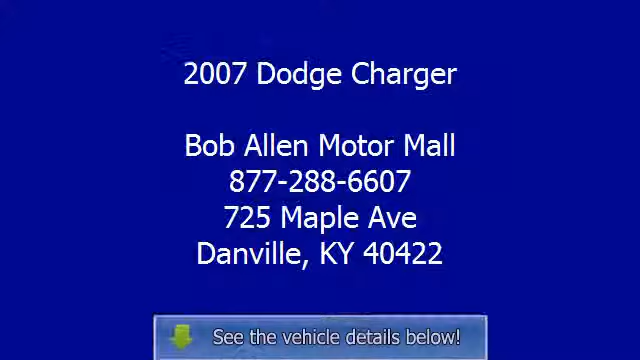 2007 Dodge Charger
Bob Allen Motor Mall
877-288-6607
725 Maple Ave
Danville, KY 40422
See the vehicle details below!